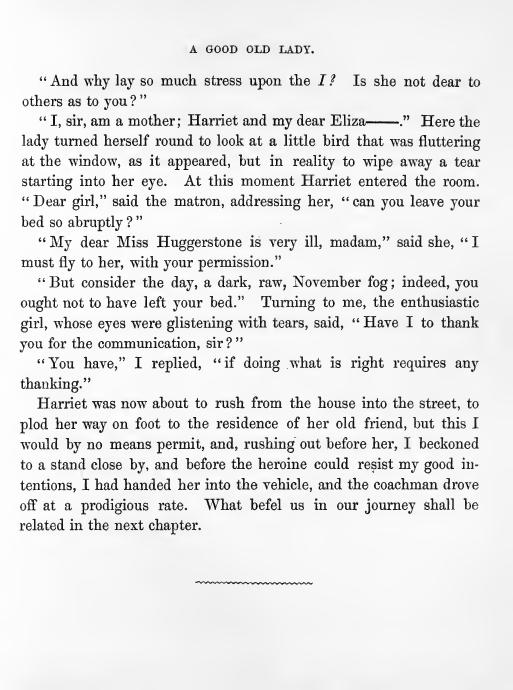 A GOOD OLD LADY.
“And why lay so much stress upon the I? Is she not dear to
others as to you?”
“I, sir, am a mother; Harriet and my dear Eliza——.” Here the
lady turned herself round to look at a little bird that was fluttering
at the window, as it appeared, but in reality to wipe away a tear
starting into her eye. At this moment Harriet entered the room.
“Dear girl,” said the matron, addressing her, “can you leave your
bed so abruptly?”
“My dear Miss Huggerstone is very ill, madam,” said she, “I
must fly to her, with your permission.”
“But consider the day, a dark, raw, November fog; indeed, you
ought not to have left your bed.” Turning to me, the enthusiastic
girl, whose eyes were glistening with tears, said, “Have I to thank
you for the communication, sir?”
“You have,” I replied, “if doing what is right requires any
thanking.”
Harriet was now about to rush from the house into the street, to
plod her way on foot to the residence of her old friend, but this I
would by no means permit, and, rushing out before her, I beckoned
to a stand close by, and before the heroine could resist my good in-
tentions, I had handed her into the vehicle, and the coachman drove
off at a prodigious rate. What befel us in our journey shall be
related in the next chapter.